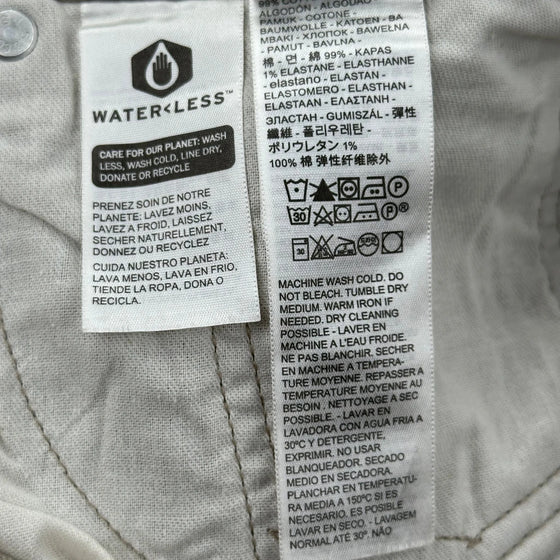 WATER<LESS™
CARE FOR OUR PLANET: WASH
LESS, WASH COLD, LINE DRY,
DONATE OR RECYCLE
PRENEZ SOIN DE NOTRE
PLANETE: LAVEZ MOINS,
LAVEZ A FROID, LAISSEZ
SECHER NATURELLEMENT,
DONNEZ OU RECYCLEZ
CUIDA NUESTRO PLANETA:
LAVA MENOS, LAVA EN FRIO,
TIENDE LA ROPA, DONA O
RECICLA.
99% COTTON
ALGODÓN - ALGODAO -
PAMUK - COTONE -
BAUMWOLLE - KATOEN - BA
MBAKI - ХЛОПОК - BAWEŁNA
- PAMUT - BAVLNA -
棉 - 면 - 綿 99% - KAPAS
1% ELASTANE - ELASTHANNE
- elastano - ELASTAN -
ELASTOMERO - ELASTHAN -
ELASTAAN - ΕΛΑΣΤΑΝΗ -
ЭЛАСТАН - GUMISZÁL - 彈性
纖維 - 폴리우레탄 -
ポリウレタン 1%
100% 棉 弹性纤维除外
P
30 P ®
30
MACHINE WASH COLD. DO
NOT BLEACH. TUMBLE DRY
MEDIUM. WARM IRON IF
NEEDED. DRY CLEANING
POSSIBLE - LAVER EN
MACHINE A L'EAU FROIDE.
NE PAS BLANCHIR. SECHER
EN MACHINE A TEMPERA-
TURE MOYENNE. REPASSER A
TEMPERATURE MOYENNE AU
BESOIN . NETTOYAGE A SEC
POSSIBLE - LAVAR EN
LAVADORA CON AGUA FRIA A
30ºC Y DETERGENTE,
EXPRIMIR. NO USAR
BLANQUEADOR. SECADO
MEDIO EN SECADORA.
PLANCHAR EN TEMPERATU-
RA MEDIA A 150ºC SI ES
NECESARIO. ES POSIBLE
LAVAR EN SECO. - LAVAGEM
NORMAL ATÉ 30º. NÃO